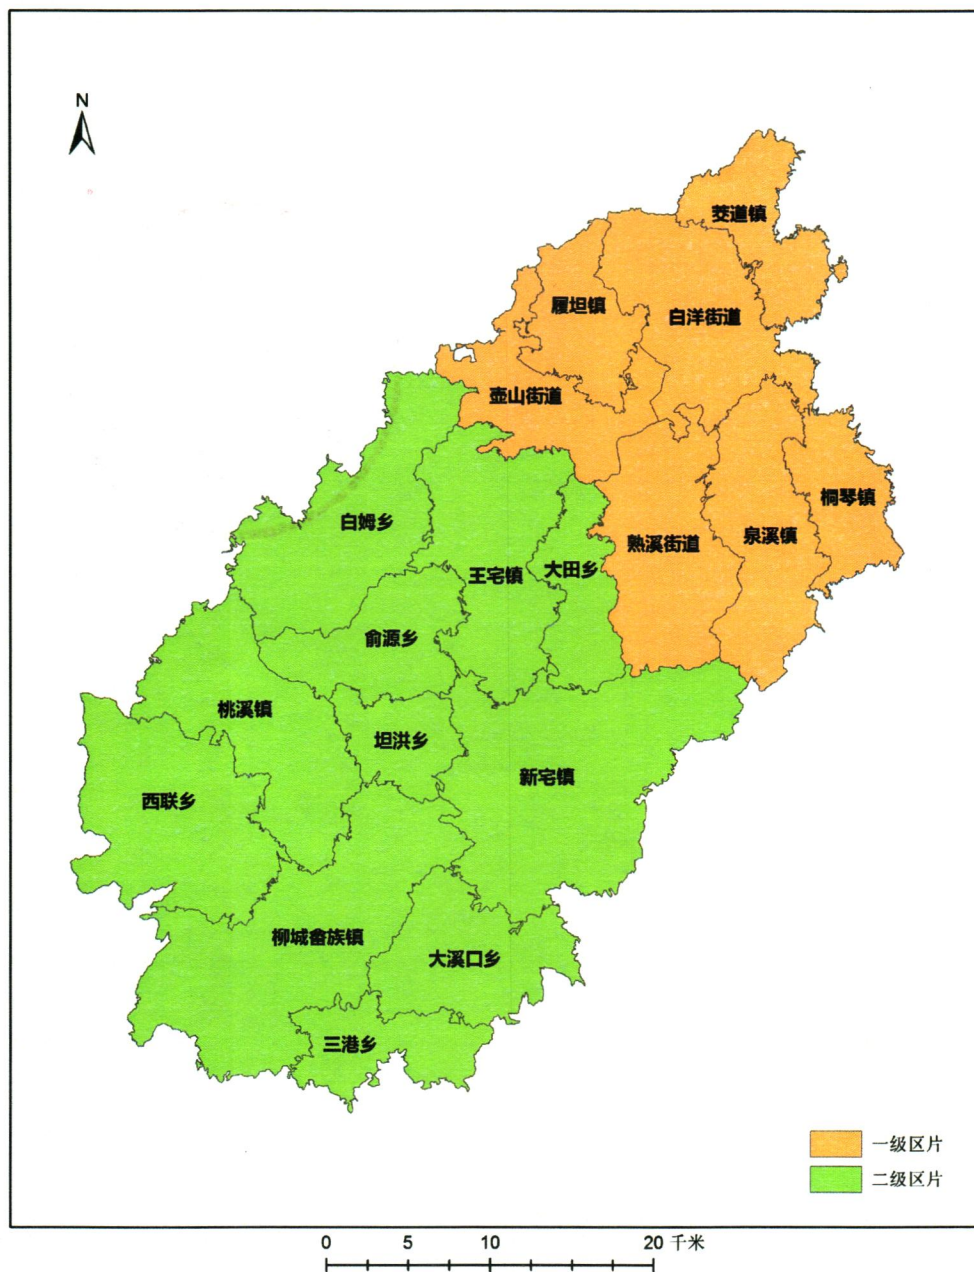 N
茭道镇
履坦镇
白洋街道
壶山街道
桐琴镇
白姆乡
泉溪镇
熟溪街道
王宅镇
大田乡
俞源乡
桃溪镇
坦洪乡
新宅镇
西联乡
柳城畲族镇
大溪口乡
三港乡
一级区片
二级区片
0 5 10 20 千米